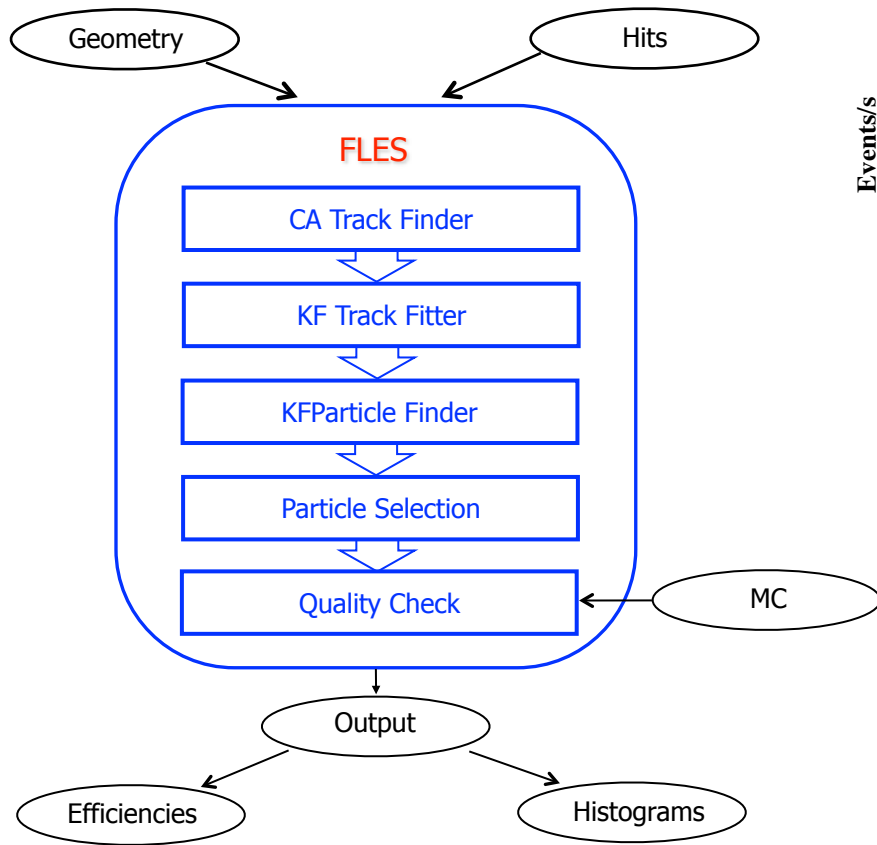 Geometry
Hits
Events/s
FLES
CA Track Finder
KF Track Fitter
KFParticle Finder
Particle Selection
Quality Check
MC
Output
Efficiencies
Histograms